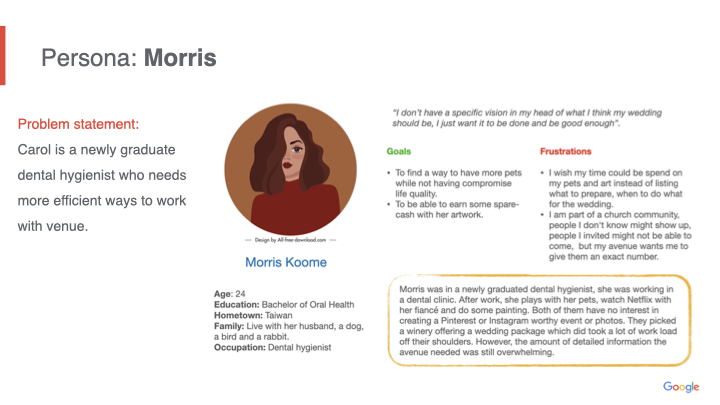 Persona: Morris
Problem statement:
Carol is a newly graduate
dental hygienist who needs
more efficient ways to work
with venue.
Design by All-free-download.com
Morris Koome
Age: 24
Education: Bachelor of Oral Health
Hometown: Taiwan
Family: Live with her husband, a dog,
a bird and a rabbit.
Occupation: Dental hygienist
“I don’t have a specific vision in my head of what I think my wedding
should be, I just want it to be done and be good enough”.
Goals
• To find a way to have more pets
while not having compromise
life quality.
• To be able to earn some spare-
cash with her artwork.
Frustrations
• I wish my time could be spend on
my pets and art instead of listing
what to prepare, when to do what
for the wedding.
• I am part of a church community,
people I don’t know might show up,
people I invited might not be able to
come, but my avenue wants me to
give them an exact number.
Morris was in a newly graduated dental hygienist, she was working in
a dental clinic. After work, she plays with her pets, watch Netflix with
her fiancé and do some painting. Both of them have no interest in
creating a Pinterest or Instagram worthy event or photos. They picked
a winery offering a wedding package which did took a lot of work load
off their shoulders. However, the amount of detailed information the
avenue needed was still overwhelming.
Google